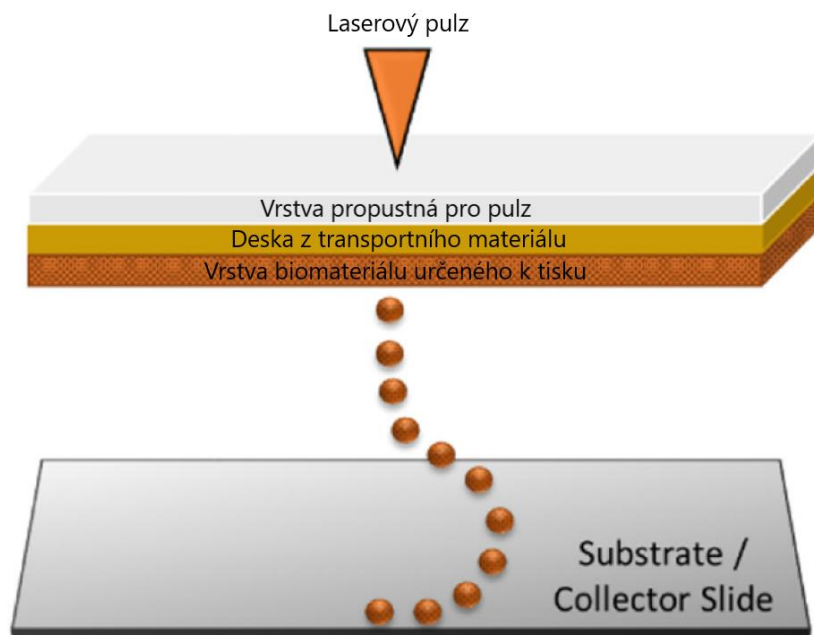 Laserový pulz
Vrstva propustná pro pulz
Deska z transportního materiálu
Vrstva biomateriálu určeného k tisku
Substrate /
Collector Slide